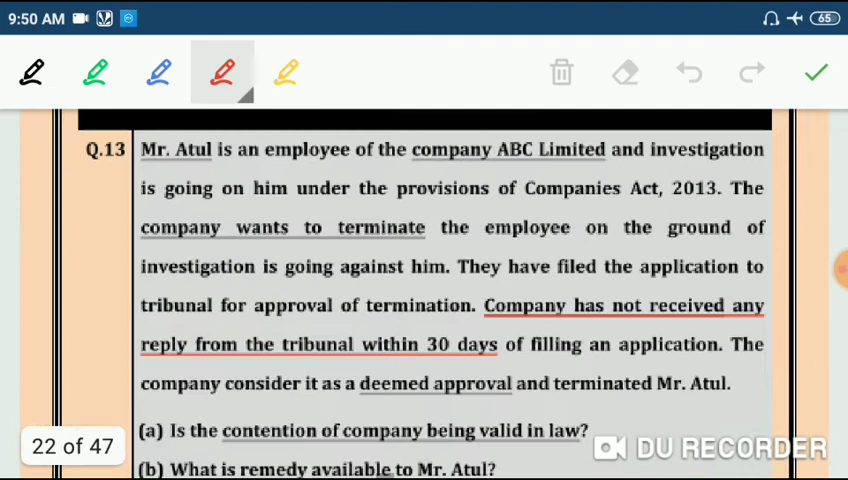 9:50 AM
65
Q.13 Mr. Atul is an employee of the company ABC Limited and investigation
is going on him under the provisions of Companies Act, 2013. The
company wants to terminate the employee on the ground of
investigation is going against him. They have filed the application to
tribunal for approval of termination. Company has not received any
reply from the tribunal within 30 days of filling an application. The
company consider it as a deemed approval and terminated Mr. Atul.
(a) Is the contention of company being valid in law?
(b) What is remedy available to Mr. Atul?
22 of 47
DU RECORDER